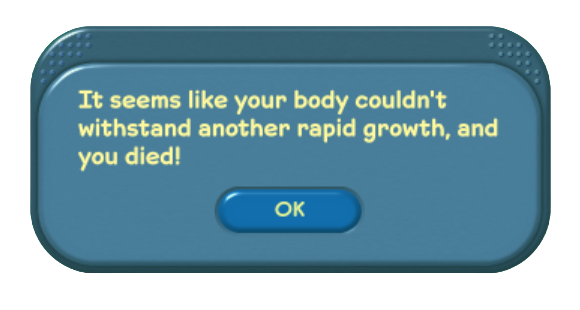 It seems like your body couldn't
withstand another rapid growth, and
you died!
OK